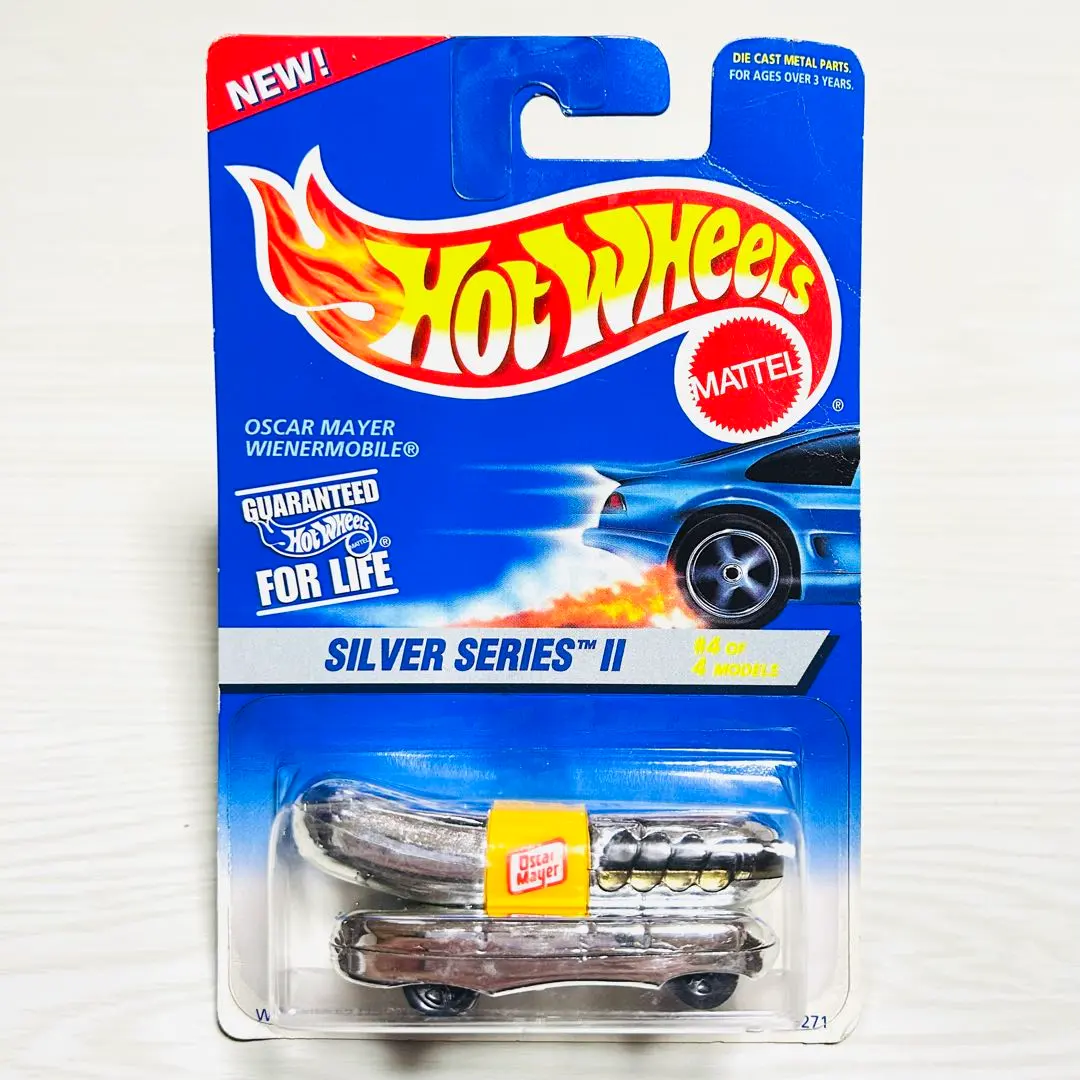 NEW!
DIE CAST METAL PARTS.
FOR AGES OVER 3 YEARS.
HOT WHEELS
MATTEL
®
OSCAR MAYER
WIENERMOBILE®
GUARANTEED
HOT WHEELS
MATTEL
®
FOR LIFE
SILVER SERIES™ II
#4 OF
4 MODELS
Oscar
Mayer
271